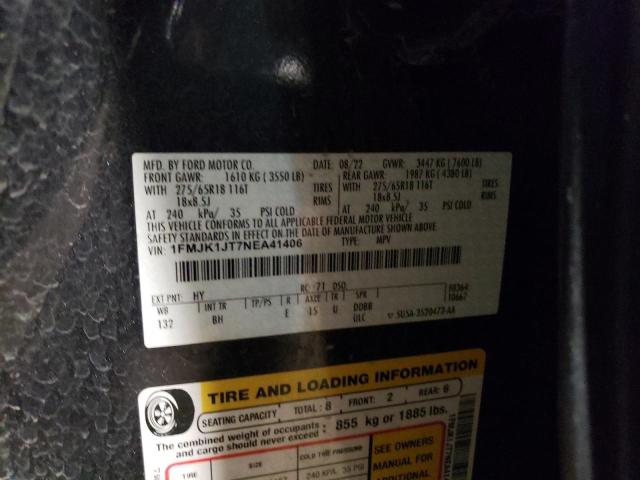 MFD. BY FORD MOTOR CO. DATE: 08/22 GVWR: 3447 KG ( 7600 LB)
FRONT GAWR: 1610 KG ( 3550 LB) REAR GAWR: 1987 KG ( 4380 LB)
WITH 275/65R18 116T TIRES WITH 275/65R18 116T TIRES
18x8.5J RIMS 18x8.5J RIMS
AT 240 kPa/ 35 PSI COLD AT 240 kPa/ 35 PSI COLD
THIS VEHICLE CONFORMS TO ALL APPLICABLE FEDERAL MOTOR VEHICLE
SAFETY STANDARDS IN EFFECT ON THE DATE OF MANUFACTURE SHOWN ABOVE.
VIN: 1FMJK1JT7NEA41406 TYPE: MPV
EXT PNT: HY RC: 71 DSO:
WB INT TR TP/PS R AXLE TR SPR
132 BH E 15 U DDBB
ULC
TIRE AND LOADING INFORMATION
SEATING CAPACITY TOTAL: 8 FRONT: 2 REAR: 6
The combined weight of occupants
and cargo should never exceed: 855 kg or 1885 lbs.
TIRE SIZE COLD TIRE
240 KPA, 35 PSI
SEE OWNERS
MANUAL FOR
ADDITIONAL